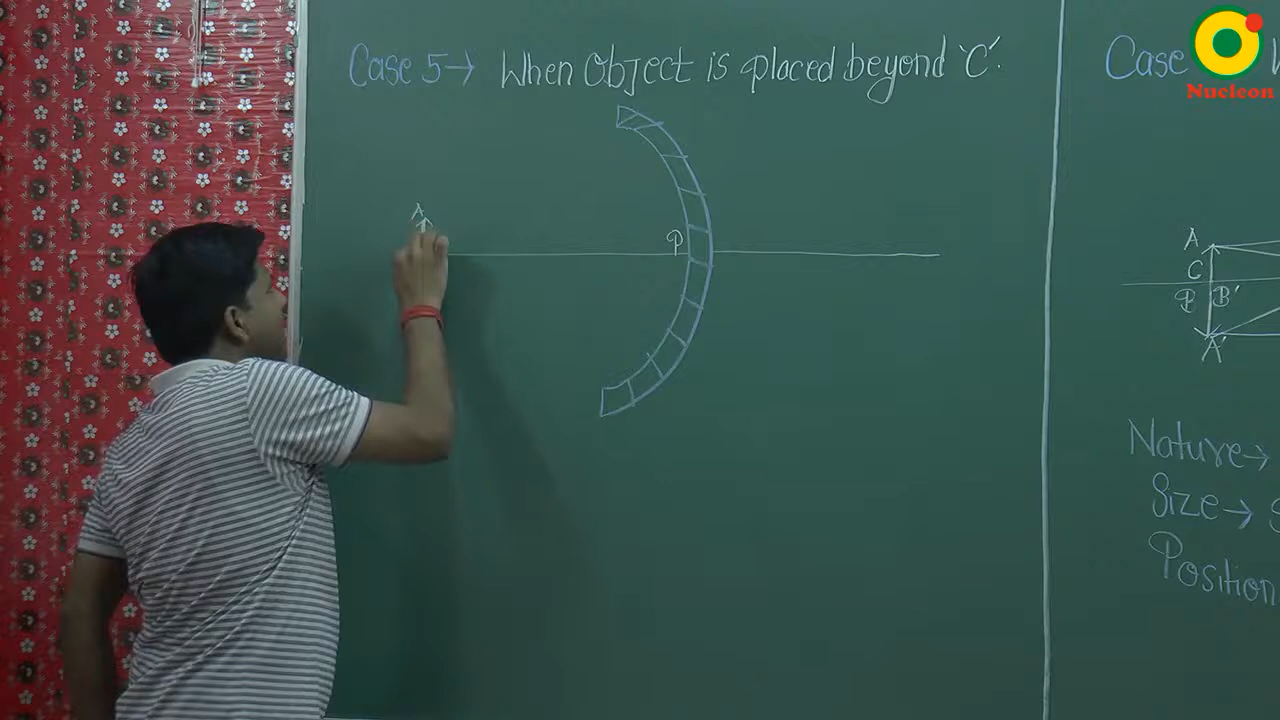 Case 5→ When Object is placed beyond 'C'.
A
P
Case
A
C
P B'
A'
Nature→
Size→
Position
Nucleon